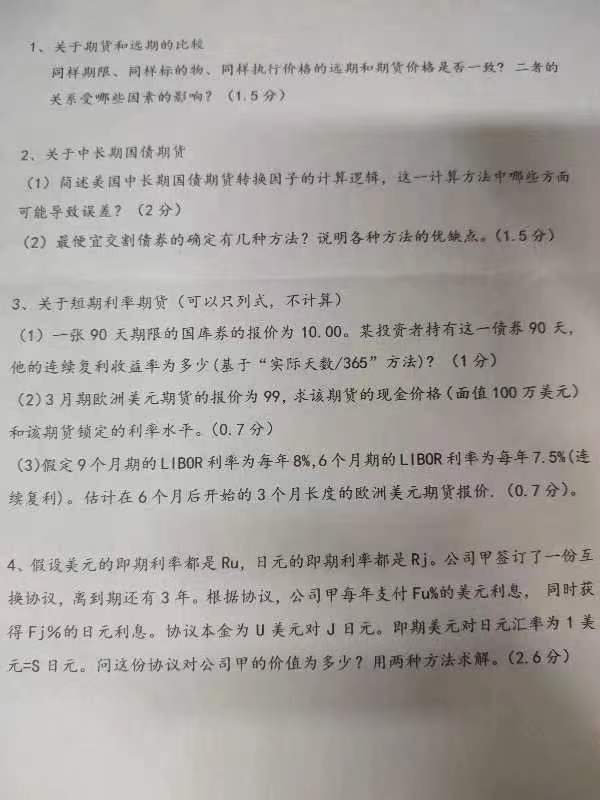 1、关于期货和远期的比较
同样期限、同样标的物、同样执行价格的远期和期货价格是否一致？二者的
关系受哪些因素的影响？（1.5分）
2、关于中长期国债期货
（1）简述美国中长期国债期货转换因子的计算逻辑，这一计算方法中哪些方面
可能导致误差？（2分）
（2）最便宜交割债券的确定有几种方法？说明各种方法的优缺点。（1.5分）
3、关于短期利率期货（可以只列式，不计算）
（1）一张90天期限的国库券的报价为10.00。某投资者持有这一债券90天，
他的连续复利收益率为多少(基于“实际天数/365”方法)？（1分）
(2)3月期欧洲美元期货的报价为99，求该期货的现金价格(面值100万美元)
和该期货锁定的利率水平。（0.7分）
(3)假定9个月期的LIBOR利率为每年8%,6个月期的LIBOR利率为每年7.5%(连
续复利)。估计在6个月后开始的3个月长度的欧洲美元期货报价.（0.7分）。
4、假设美元的即期利率都是Ru，日元的即期利率都是Rj。公司甲签订了一份互
换协议，离到期还有3年。根据协议，公司甲每年支付Fu%的美元利息， 同时获
得Fj%的日元利息。协议本金为U美元对J日元。即期美元对日元汇率为1美
元=S日元。问这份协议对公司甲的价值为多少？用两种方法求解。（2.6分）